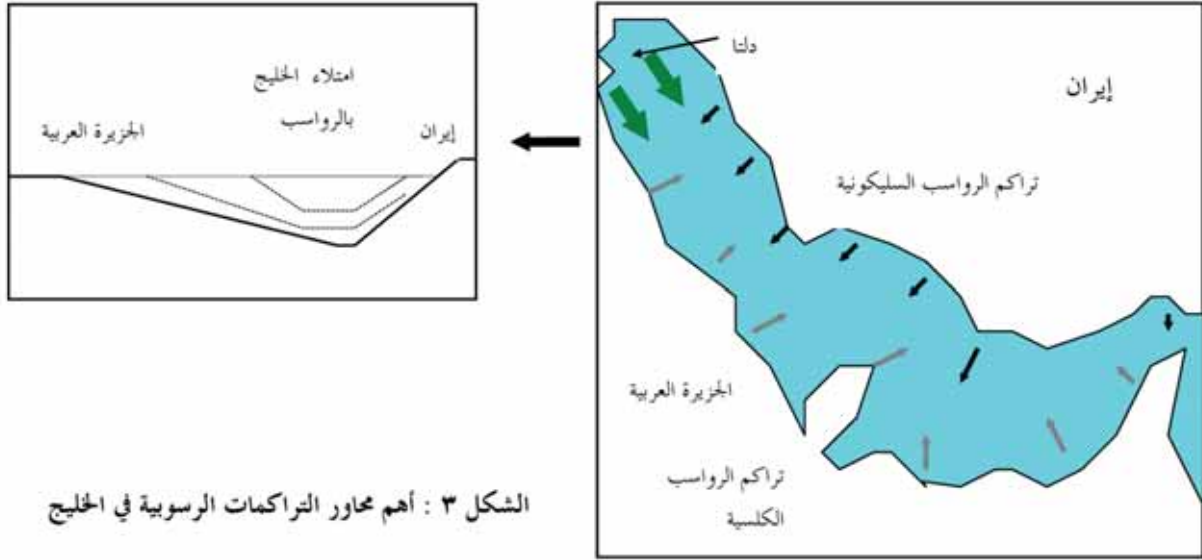 امتلاء الخليج
بالرواسب
الجزيرة العربية
إيران
دلتا
إيران
تراكم الرواسب السليكونية
الجزيرة العربية
تراكم الرواسب
الكلسية
الشكل ٣ : أهم محاور التراكمات الرسوبية في الخليج